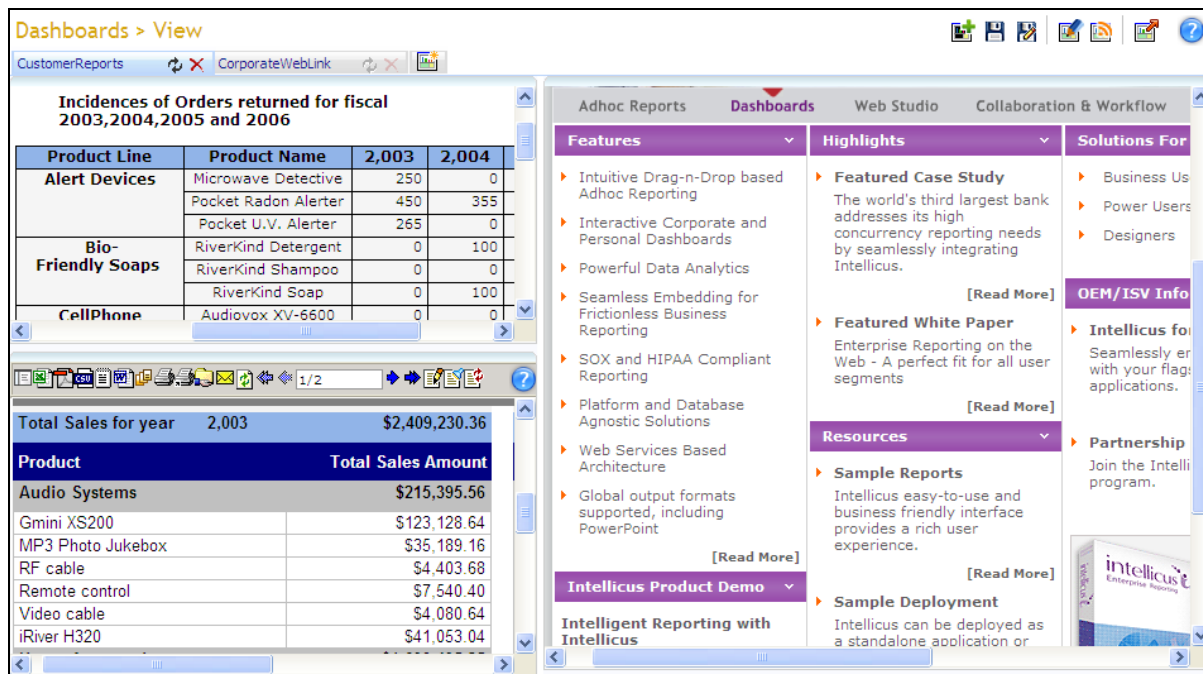 Dashboards > View
CustomerReports
CorporateWebLink
Incidences of Orders returned for fiscal
2003,2004,2005 and 2006
Product Line Product Name 2,003 2,004
Alert Devices Microwave Detective 250 0
Pocket Radon Alerter 450 355
Pocket U.V. Alerter 265 0
Bio-
Friendly Soaps
RiverKind Detergent 0 100
RiverKind Shampoo 0 0
RiverKind Soap 0 100
CellPhone Audiovox XV-6600 0 0
1/2
Total Sales for year 2,003 $2,409,230.36
Product Total Sales Amount
Audio Systems $215,395.56
Gmini XS200 $123,128.64
MP3 Photo Jukebox $35,189.16
RF cable $4,403.68
Remote control $7,540.40
Video cable $4,080.64
iRiver H320 $41,053.04
Adhoc Reports Dashboards Web Studio Collaboration & Workflow
Features
Intuitive Drag-n-Drop based
Adhoc Reporting
Interactive Corporate and
Personal Dashboards
Powerful Data Analytics
Seamless Embedding for
Frictionless Business
Reporting
SOX and HIPAA Compliant
Reporting
Platform and Database
Agnostic Solutions
Web Services Based
Architecture
Global output formats
supported, including
PowerPoint
[Read More]
Intellicus Product Demo
Intelligent Reporting with
Intellicus
Highlights
Featured Case Study
The world's third largest bank
addresses its high
concurrency reporting needs
by seamlessly integrating
Intellicus.
[Read More]
Featured White Paper
Enterprise Reporting on the
Web - A perfect fit for all user
segments
[Read More]
Resources
Sample Reports
Intellicus easy-to-use and
business friendly interface
provides a rich user
experience.
[Read More]
Sample Deployment
Intellicus can be deployed as
a standalone application or
Solutions For
Business Us
Power Users
Designers
OEM/ISV Info
Intellicus fo
Seamlessly e
with your flags
applications.
Partnership
Join the Intelli
program.
intellicus
Enterprise Reporting